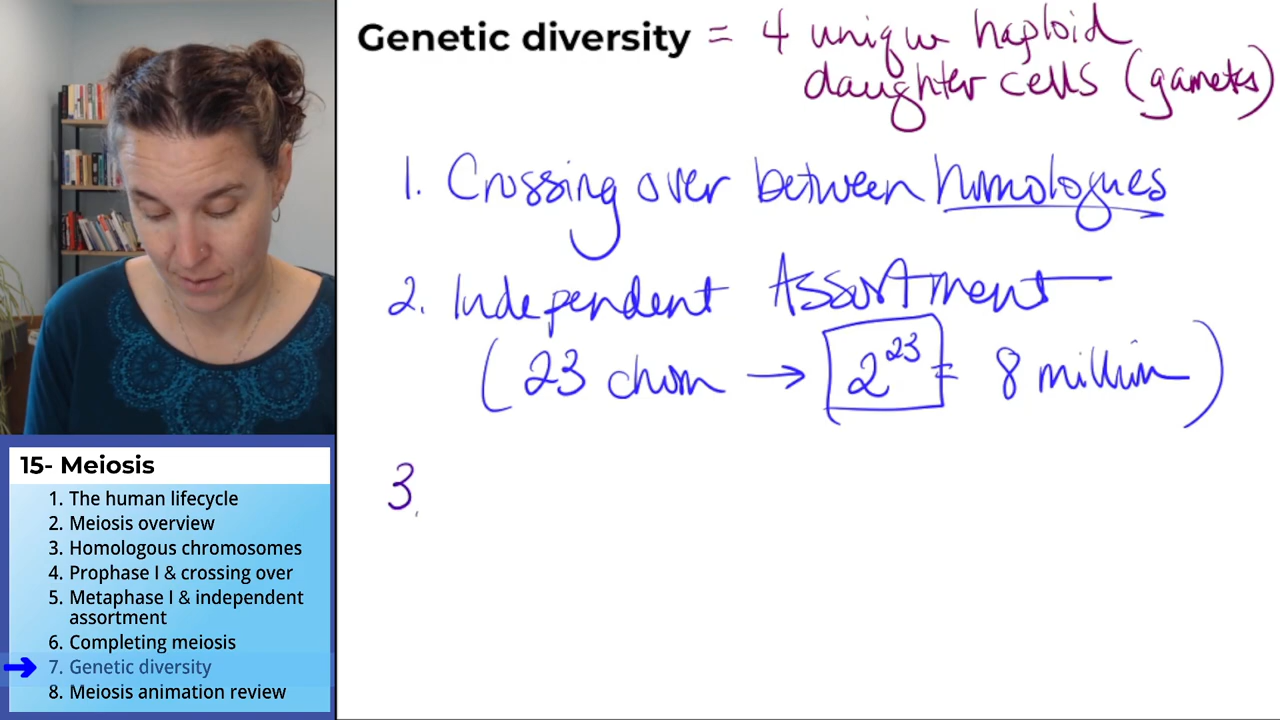 Genetic diversity = 4 unique haploid
daughter cells (gametes)
1. Crossing over between homologues
2. Independent Assortment
(23 chrom → 2^23 = 8 million)
3.
15- Meiosis
1. The human lifecycle
2. Meiosis overview
3. Homologous chromosomes
4. Prophase I & crossing over
5. Metaphase I & independent
assortment
6. Completing meiosis
7. Genetic diversity
8. Meiosis animation review